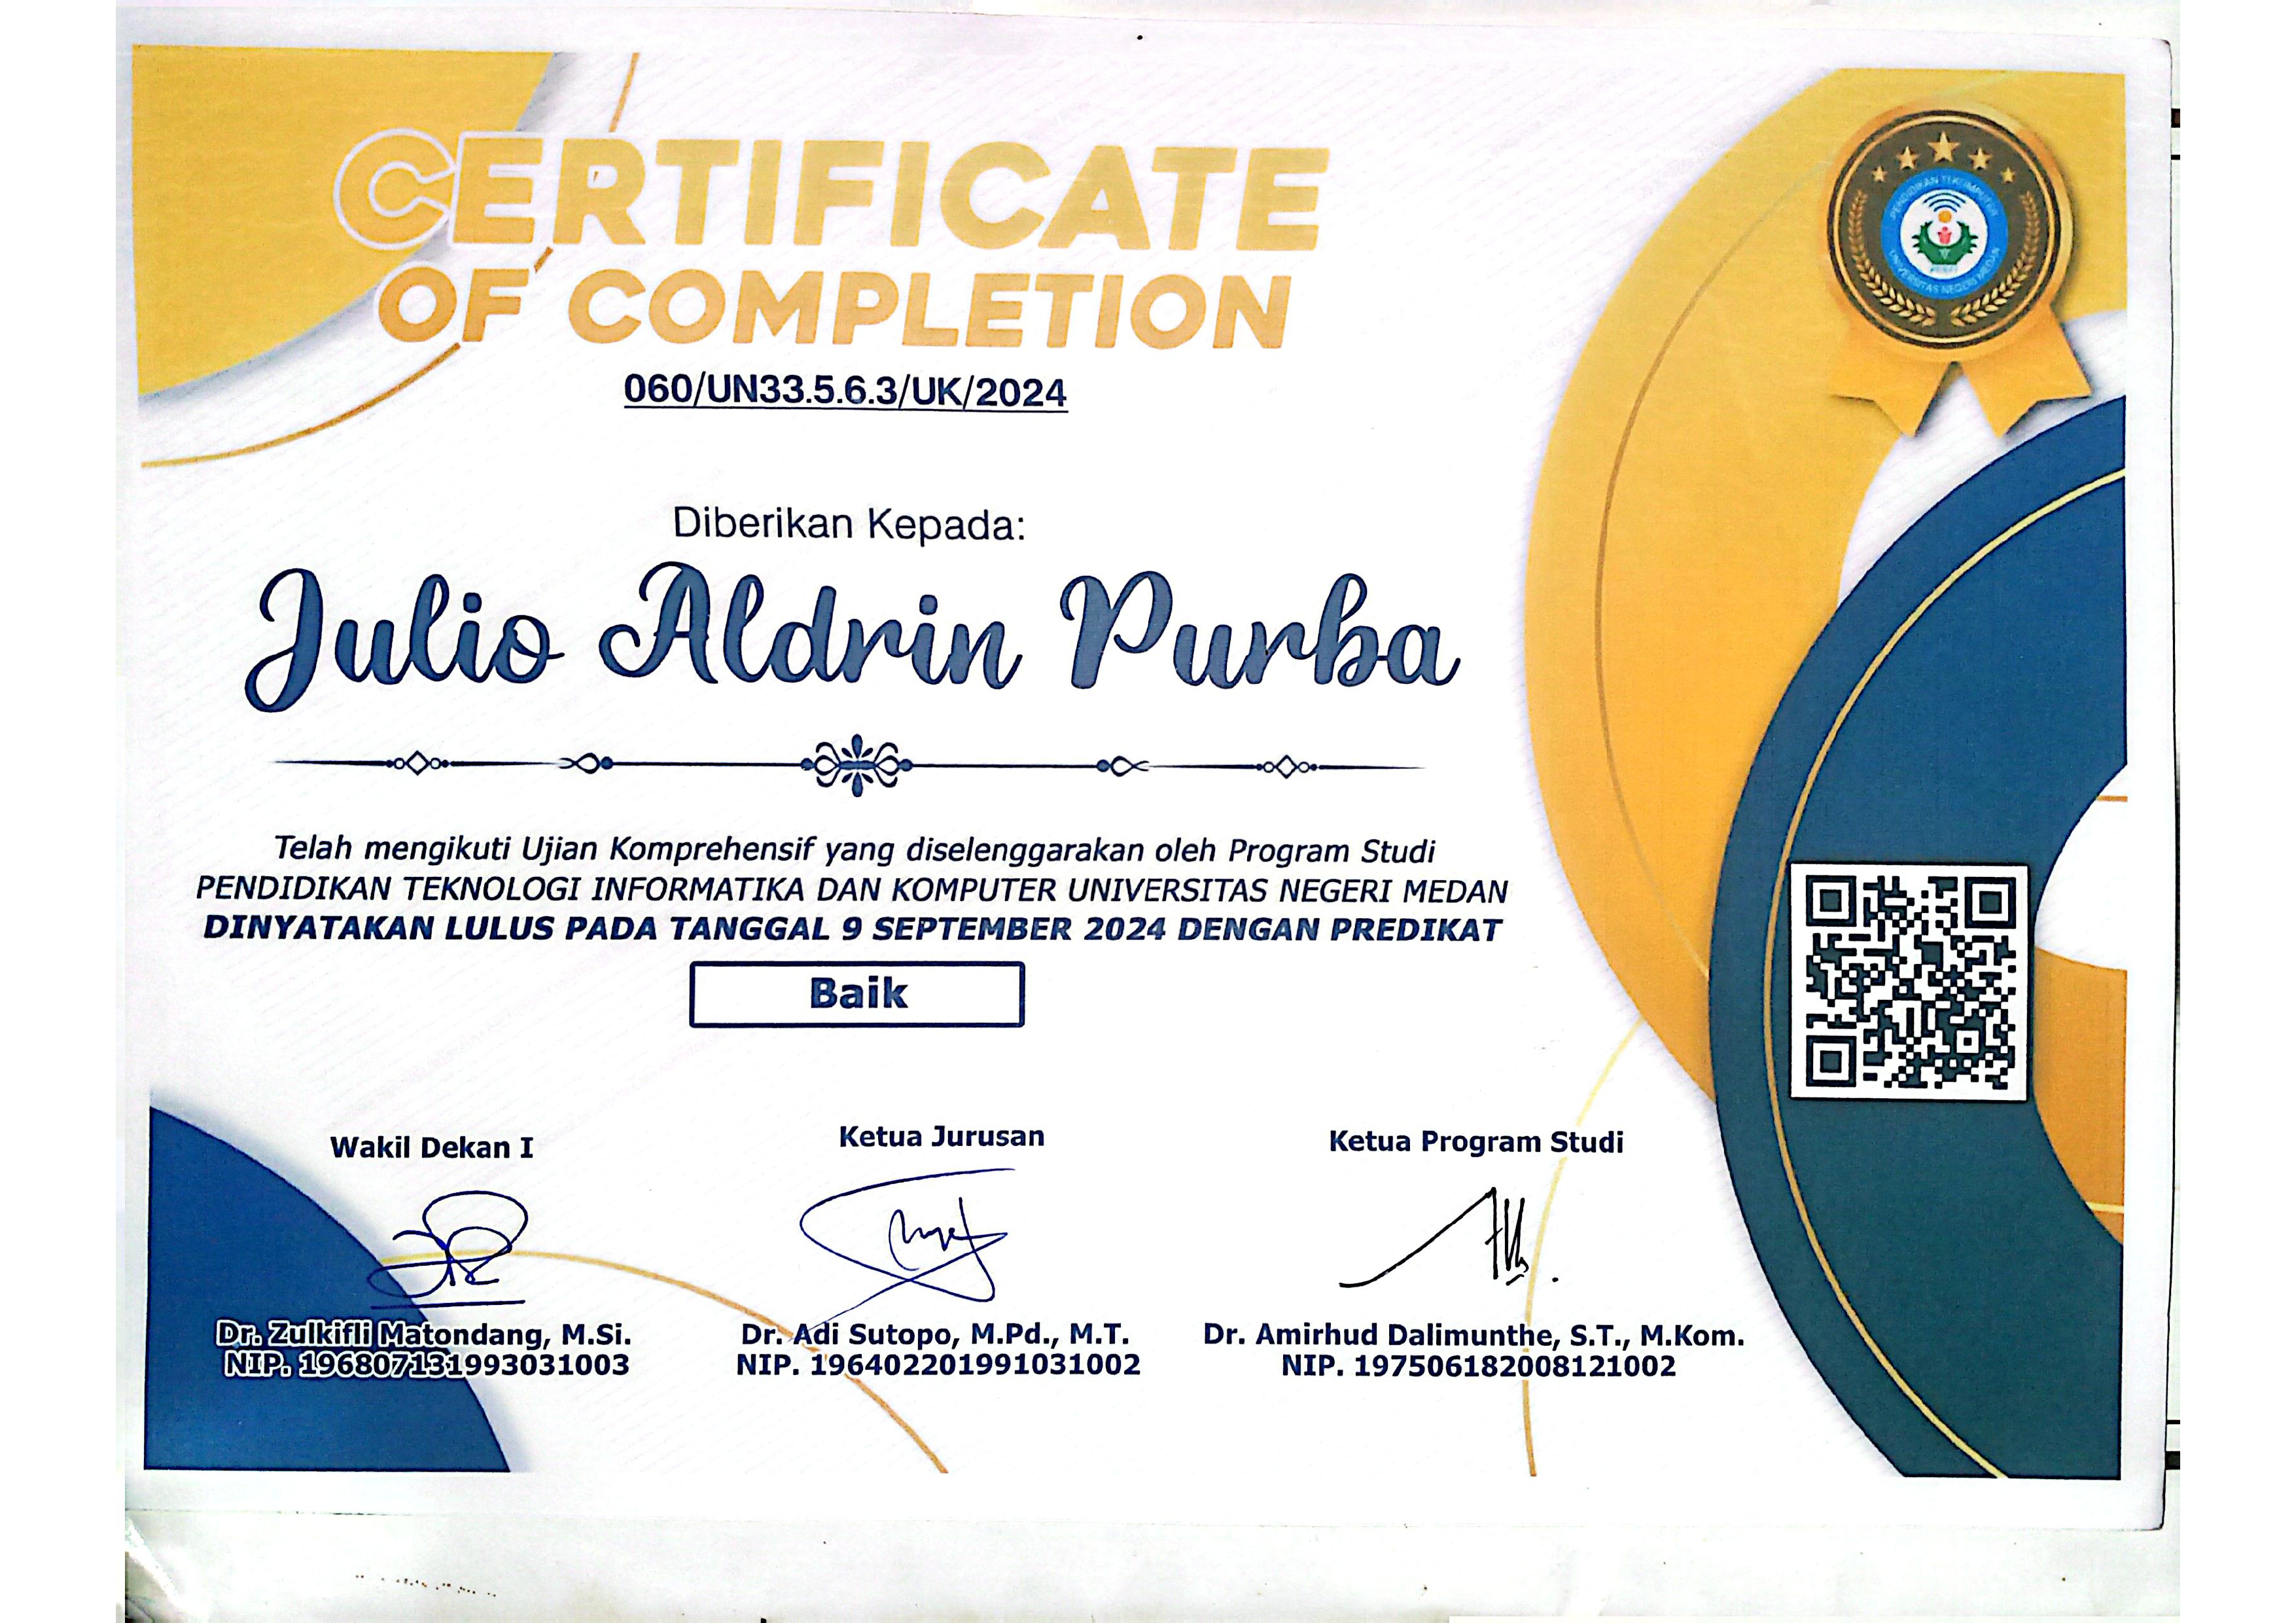 CERTIFICATE
OF COMPLETION
060/UN33.5.6.3/UK/2024
Diberikan Kepada:
Julio Aldrin Purba
Telah mengikuti Ujian Komprehensif yang diselenggarakan oleh Program Studi
PENDIDIKAN TEKNOLOGI INFORMATIKA DAN KOMPUTER UNIVERSITAS NEGERI MEDAN
DINYATAKAN LULUS PADA TANGGAL 9 SEPTEMBER 2024 DENGAN PREDIKAT
Baik
Wakil Dekan I
Dr. Zulkifli Matondang, M.Si.
NIP. 196807131993031003
Ketua Jurusan
Dr. Adi Sutopo, M.Pd., M.T.
NIP. 196402201991031002
Ketua Program Studi
Dr. Amirhud Dalimunthe, S.T., M.Kom.
NIP. 197506182008121002
UNIVERSITAS NEGERI MEDAN